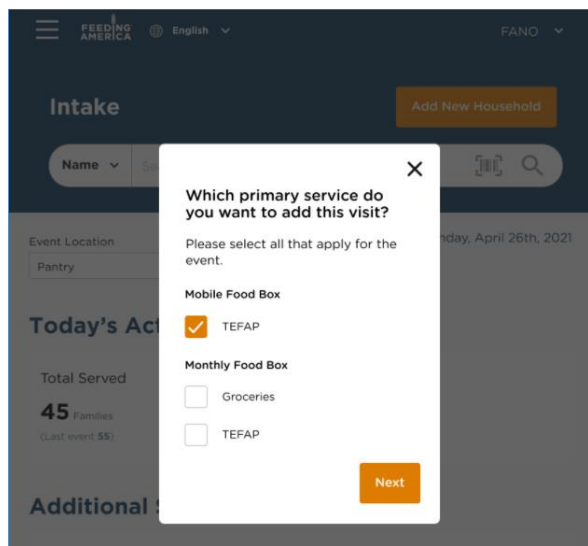 FEEDING
AMERICA
English
FANO
Intake
Add New Household
Name
Which primary service do
you want to add this visit?
Please select all that apply for the
event.
Event Location
April 26th, 2021
Pantry
Mobile Food Box
TEFAP
Today's
Monthly Food Box
Total Served
Groceries
45 Families
(Last event 55)
TEFAP
Next
Additional